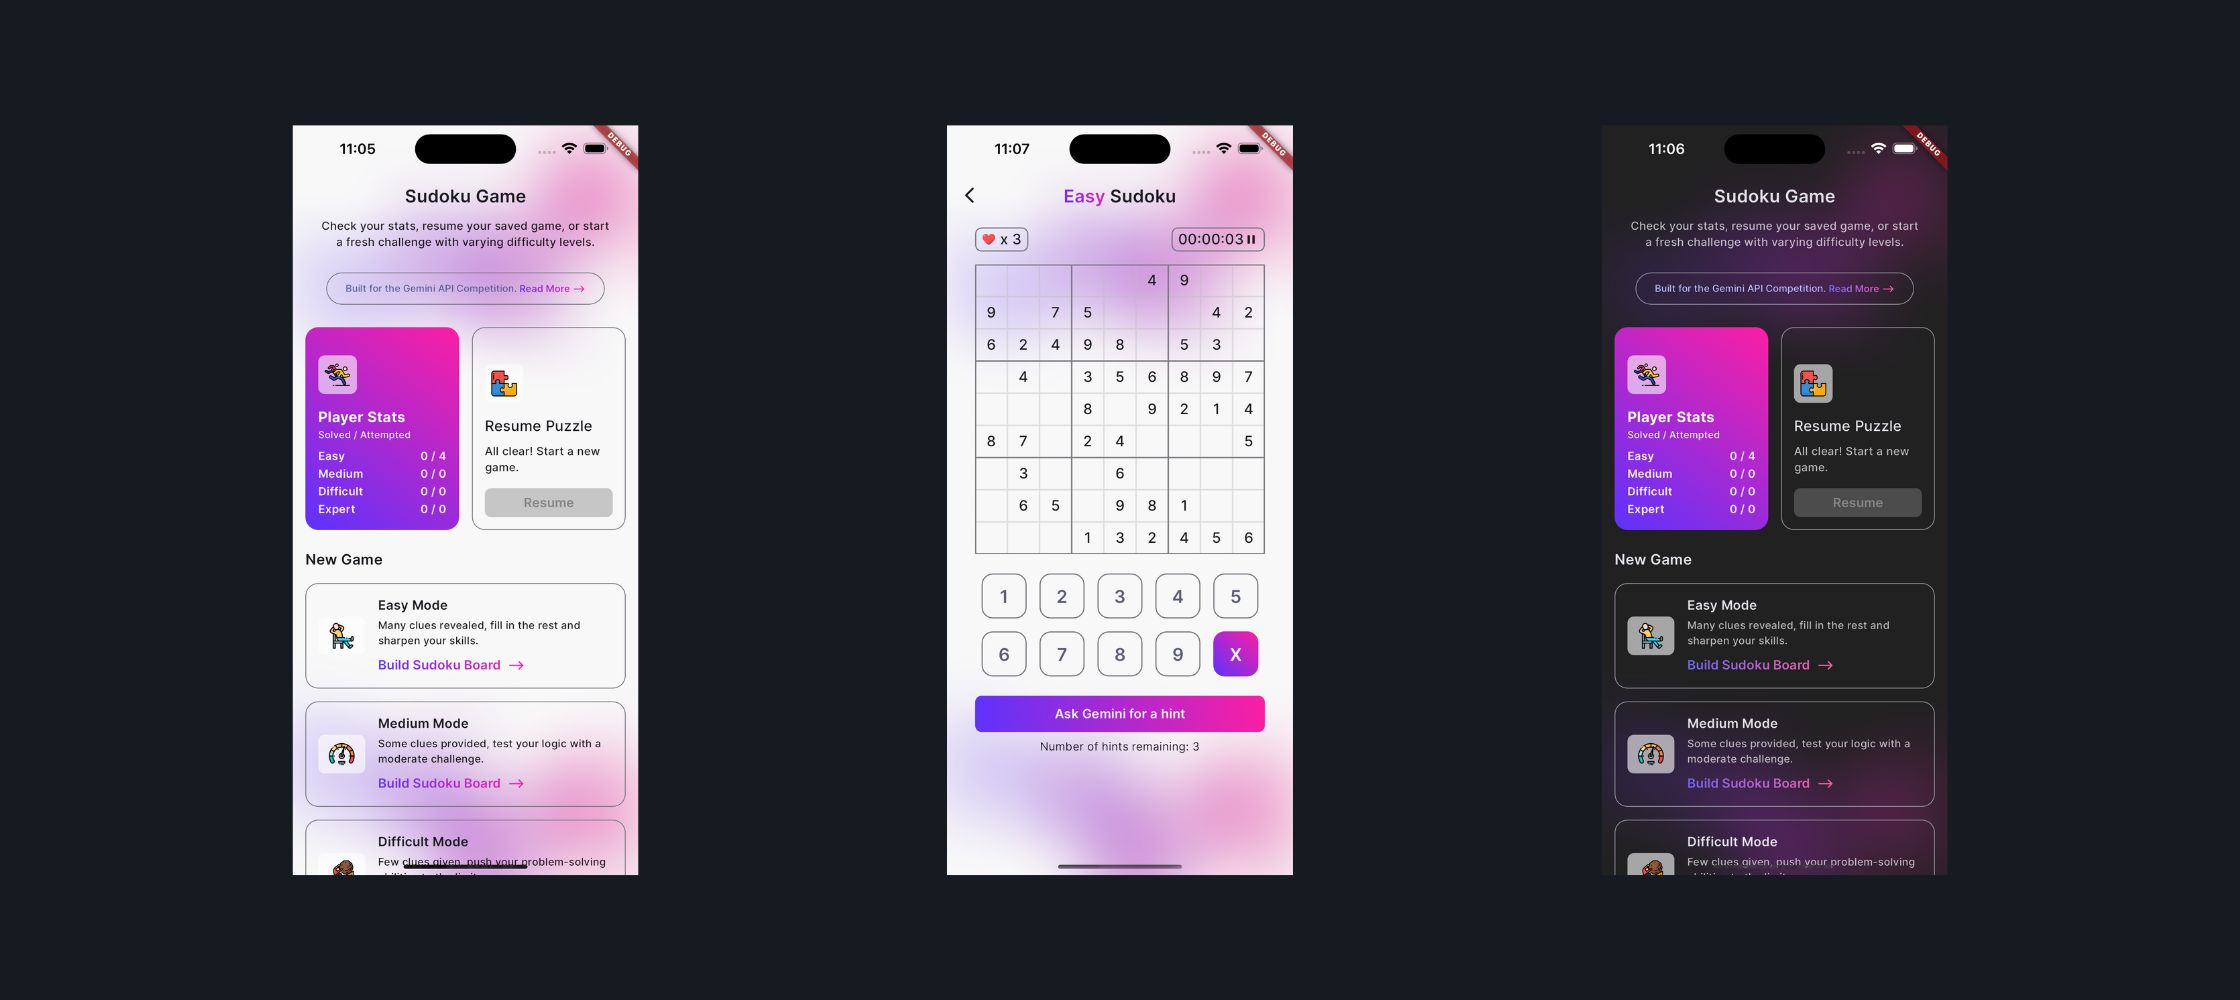 11:05
DEBUG
Sudoku Game
Check your stats, resume your saved game, or start
a fresh challenge with varying difficulty levels.
Built for the Gemini API Competition. Read More →
Player Stats
Solved / Attempted
Easy 0 / 4
Medium 0 / 0
Difficult 0 / 0
Expert 0 / 0
Resume Puzzle
All clear! Start a new
game.
Resume
New Game
Easy Mode
Many clues revealed, fill in the rest and
sharpen your skills.
Build Sudoku Board →
Medium Mode
Some clues provided, test your logic with a
moderate challenge.
Build Sudoku Board →
Difficult Mode
Few clues given, push your problem-solving
11:07
DEBUG
Easy Sudoku
❤️ x 3
00:00:03
4 9
9 7 5 4 2
6 2 4 9 8 5 3
4 3 5 6 8 9 7
8 9 2 1 4
8 7 2 4 5
3 6
6 5 9 8 1
1 3 2 4 5 6
1 2 3 4 5
6 7 8 9 X
Ask Gemini for a hint
Number of hints remaining: 3
11:06
DEBUG
Sudoku Game
Check your stats, resume your saved game, or start
a fresh challenge with varying difficulty levels.
Built for the Gemini API Competition. Read More →
Player Stats
Solved / Attempted
Easy 0 / 4
Medium 0 / 0
Difficult 0 / 0
Expert 0 / 0
Resume Puzzle
All clear! Start a new
game.
Resume
New Game
Easy Mode
Many clues revealed, fill in the rest and
sharpen your skills.
Build Sudoku Board →
Medium Mode
Some clues provided, test your logic with a
moderate challenge.
Build Sudoku Board →
Difficult Mode
Few clues given, push your problem-solving